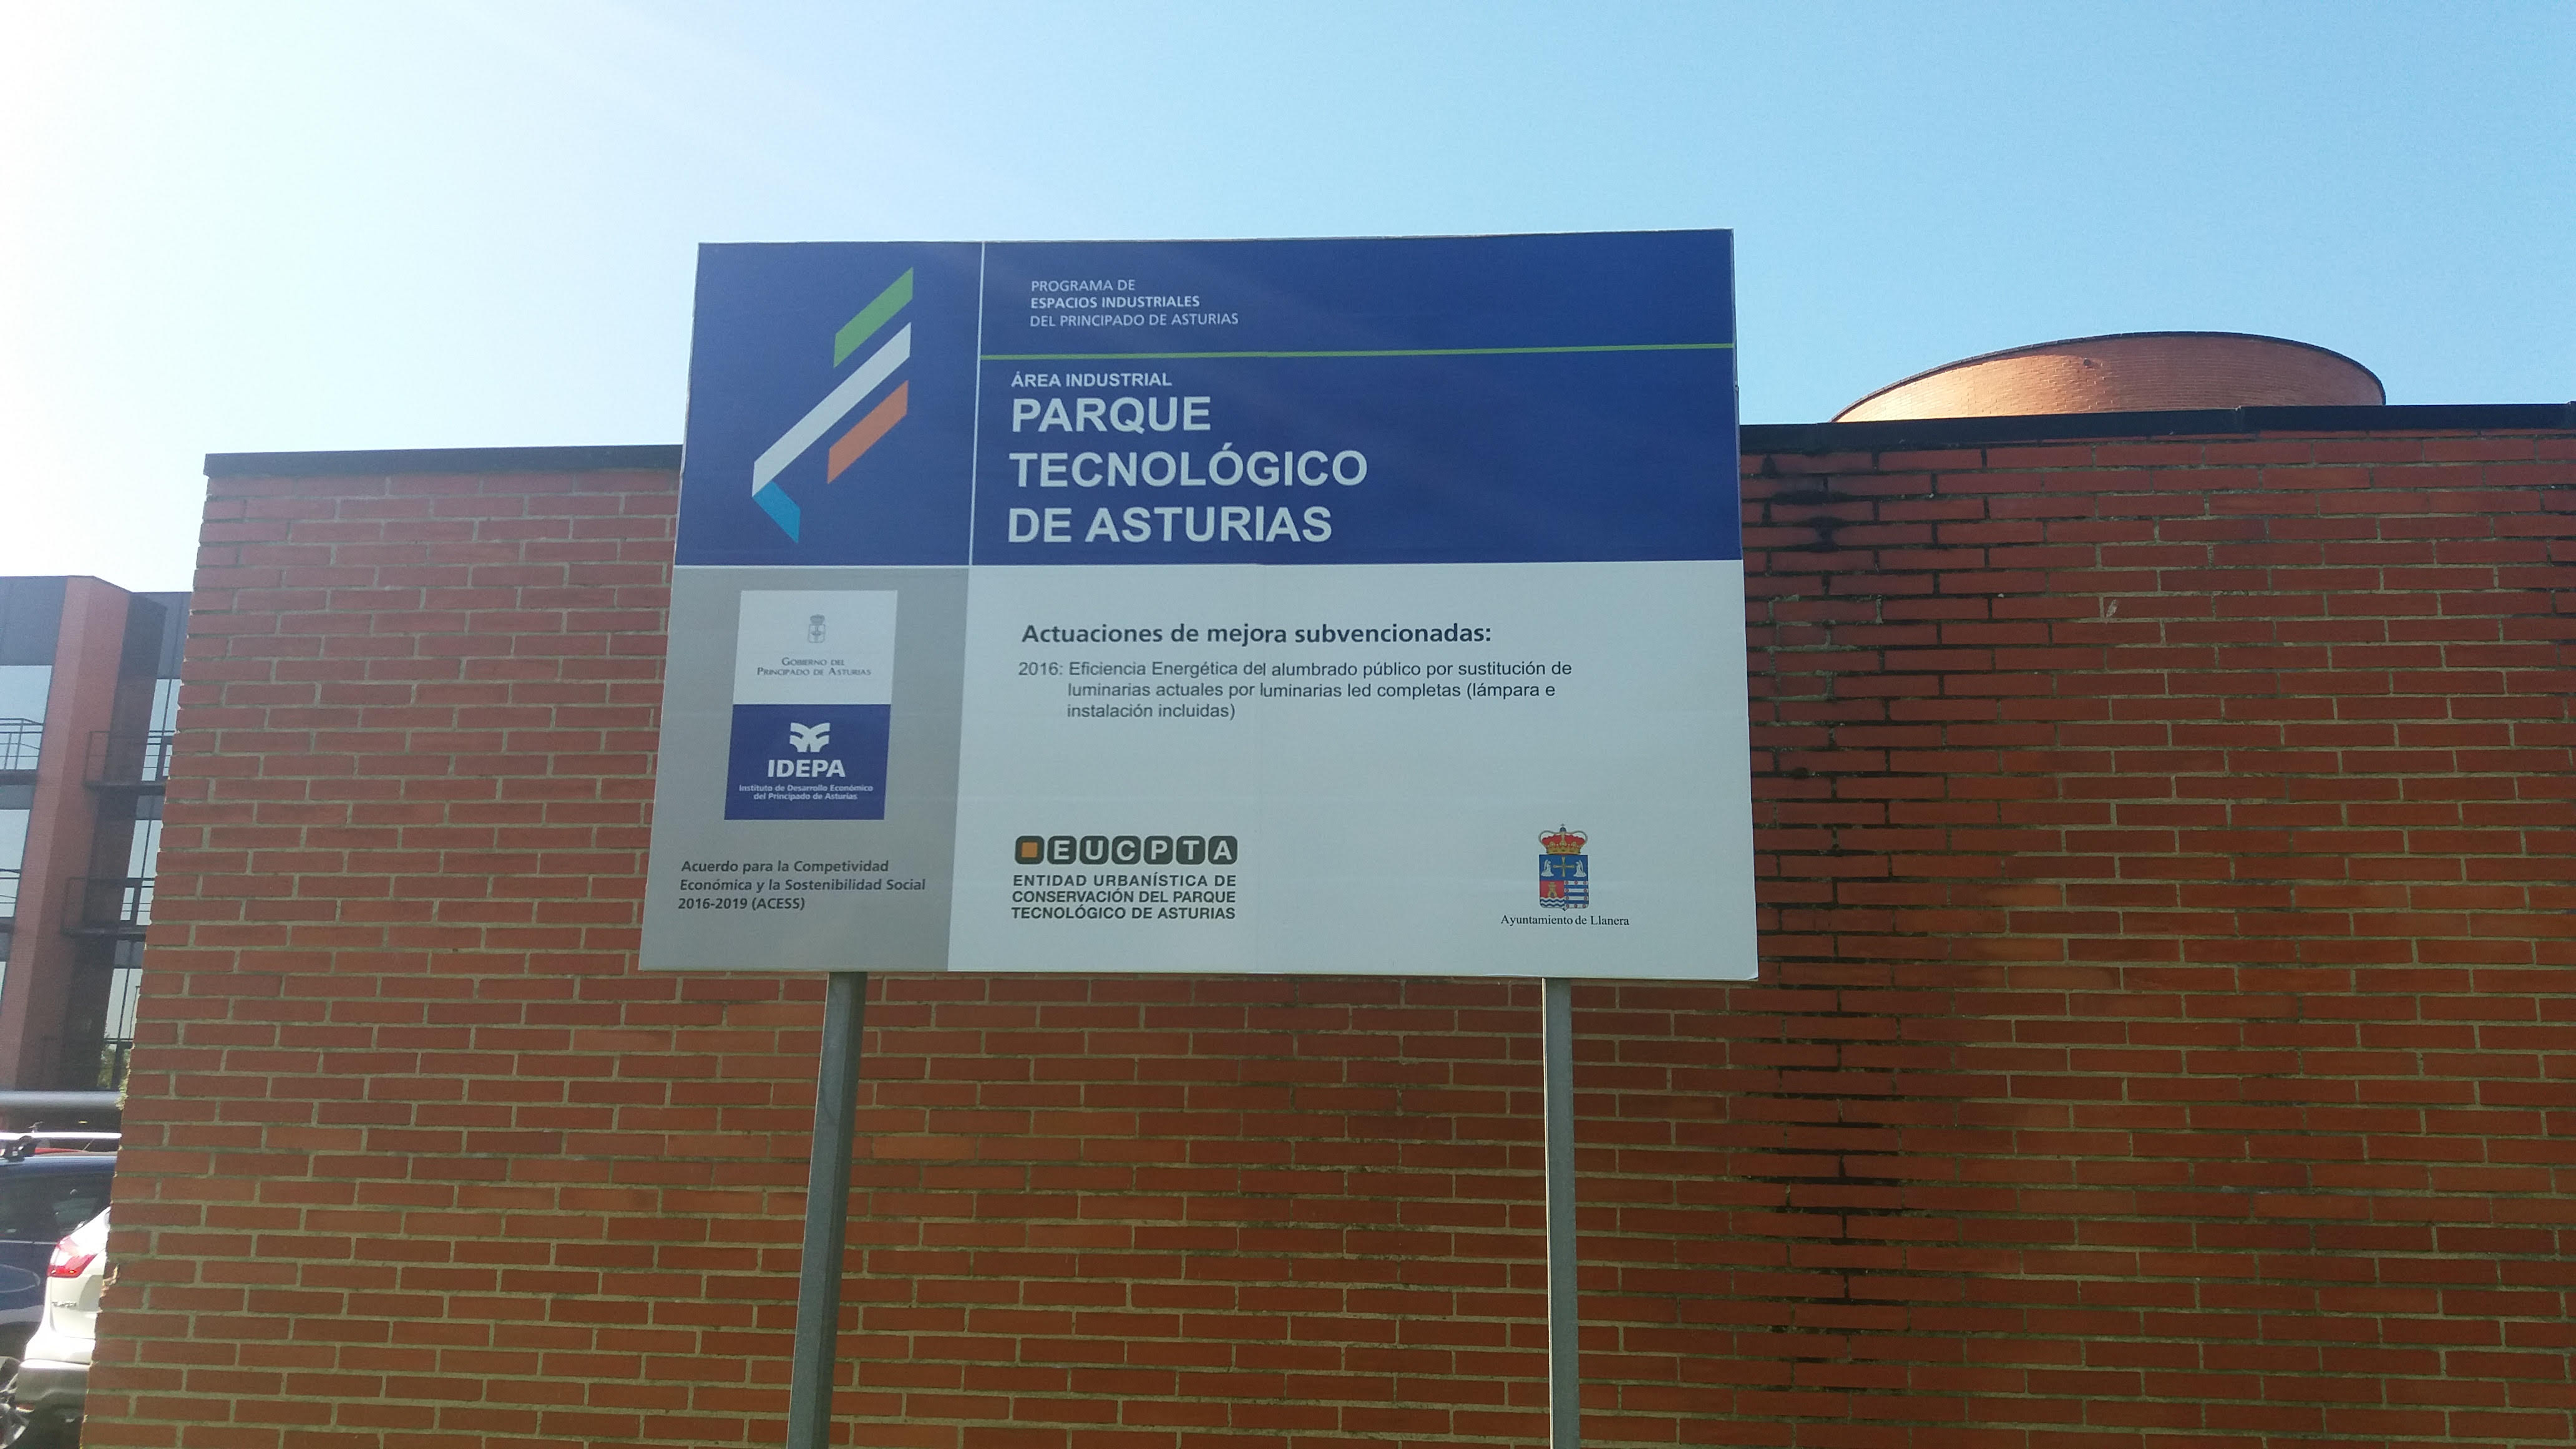 PROGRAMA DE
ESPACIOS INDUSTRIALES
DEL PRINCIPADO DE ASTURIAS
ÁREA INDUSTRIAL
PARQUE
TECNOLÓGICO
DE ASTURIAS
GOBIERNO DEL
PRINCIPADO DE ASTURIAS
IDEPA
Instituto de Desarrollo Económico
del Principado de Asturias
Acuerdo para la Competividad
Económica y la Sostenibilidad Social
2016-2019 (ACESS)
Actuaciones de mejora subvencionadas:
2016: Eficiencia Energética del alumbrado público por sustitución de
luminarias actuales por luminarias led completas (lámpara e
instalación incluidas)
EUCPTA
ENTIDAD URBANÍSTICA DE
CONSERVACIÓN DEL PARQUE
TECNOLÓGICO DE ASTURIAS
Ayuntamiento de Llanera